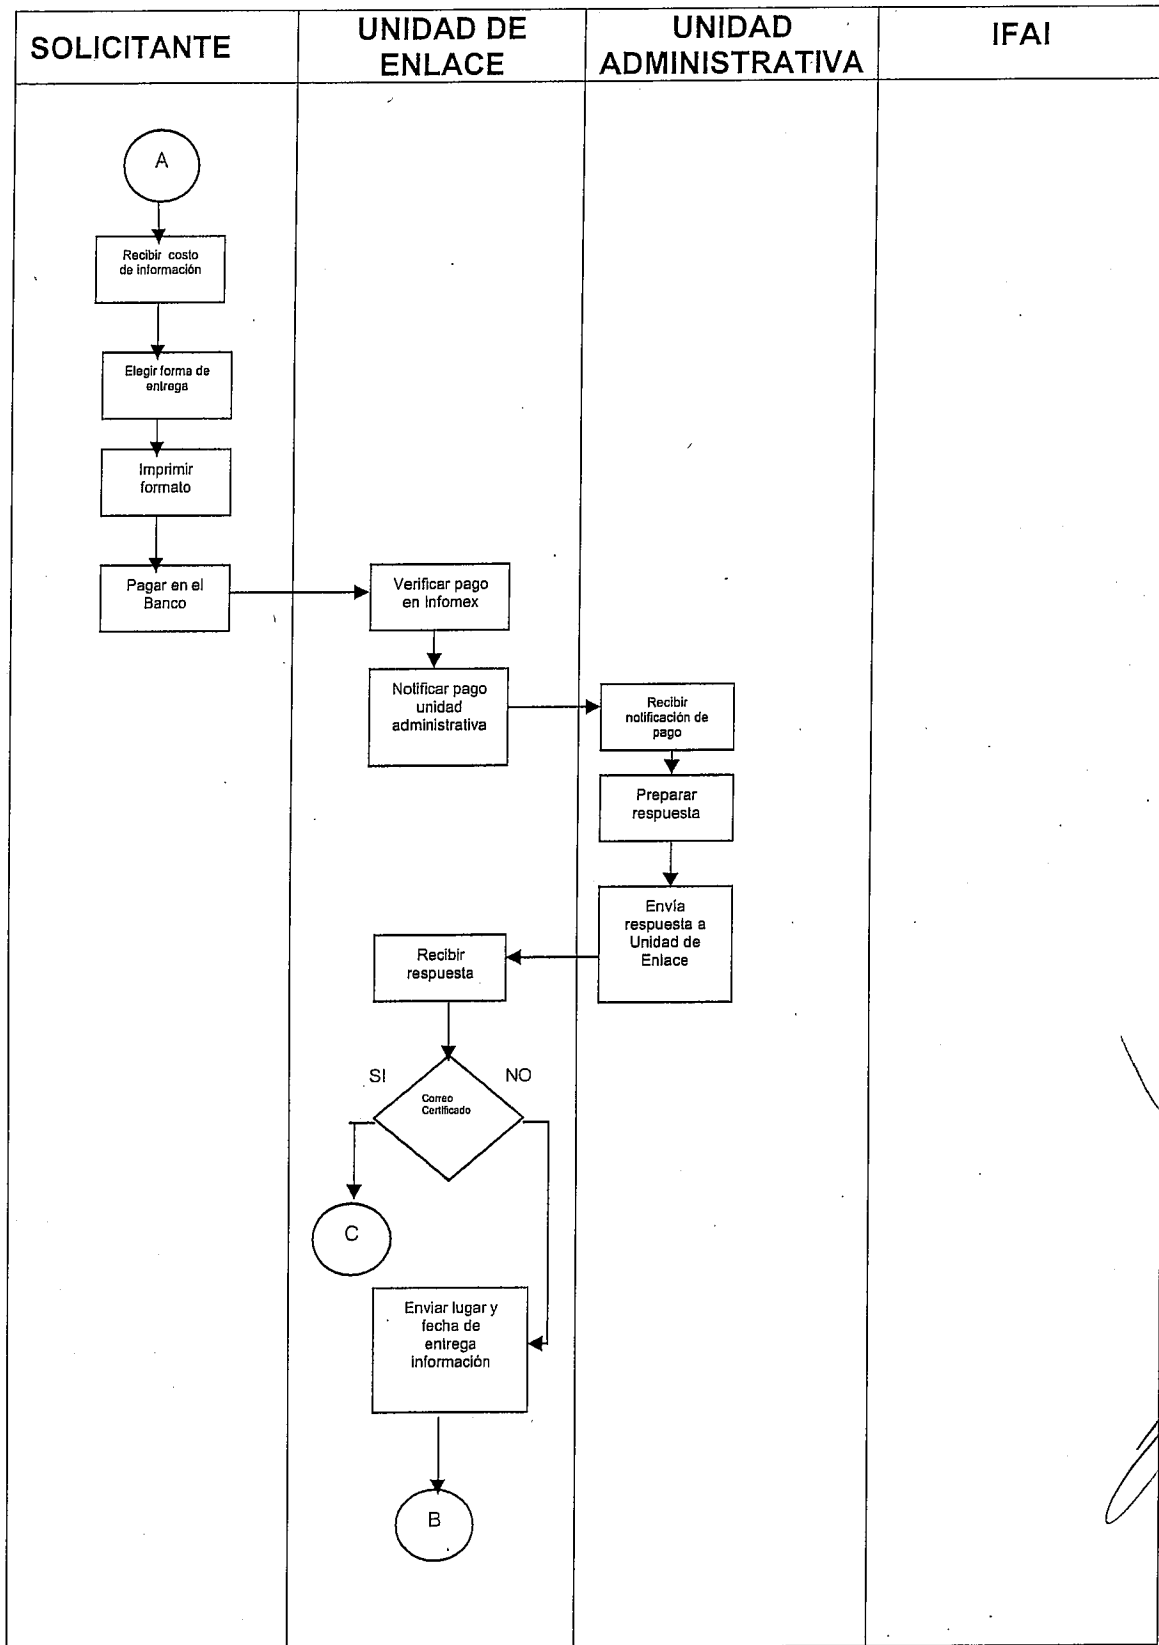 SOLICITANTE
UNIDAD DE
ENLACE
UNIDAD
ADMINISTRATIVA
IFAI
A
Recibir costo
de información
Elegir forma de
entrega
Imprimir
formato
Pagar en el
Banco
Verificar pago
en Infomex
Notificar pago
unidad
administrativa
Recibir
notificación de
pago
Preparar
respuesta
Envía
respuesta a
Unidad de
Enlace
Recibir
respuesta
SI
NO
Correo
Certificado
C
Enviar lugar y
fecha de
entrega
información
B